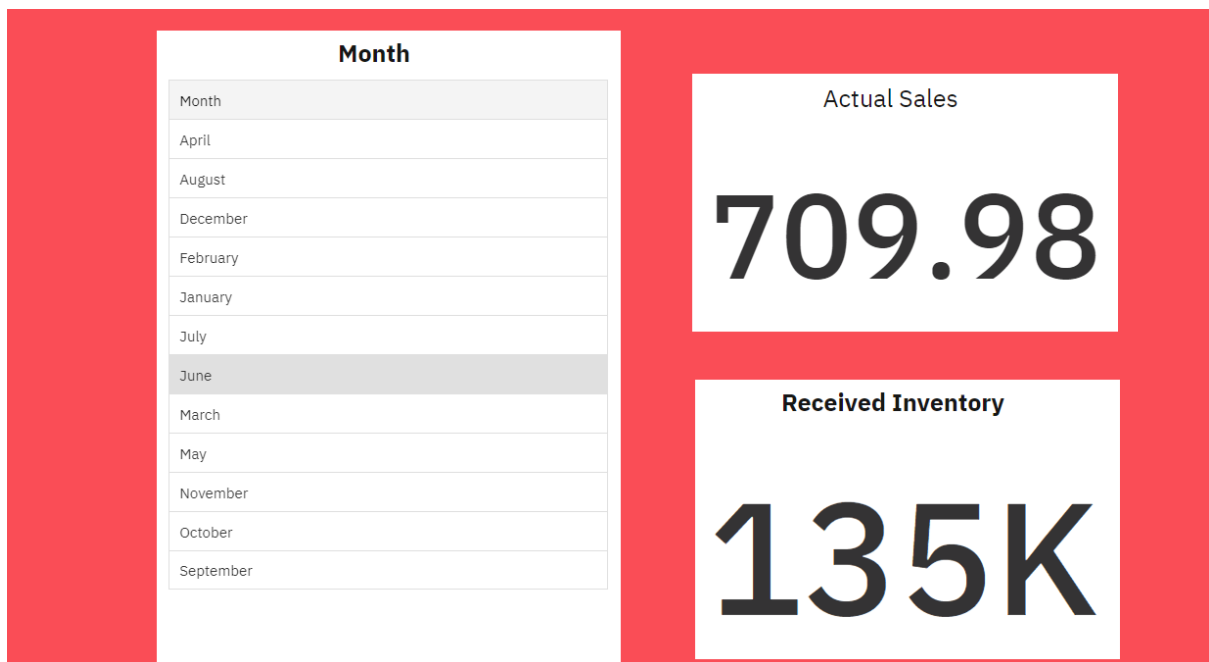 Month
Month
April
August
December
February
January
July
June
March
May
November
October
September
Actual Sales
709.98
Received Inventory
135K